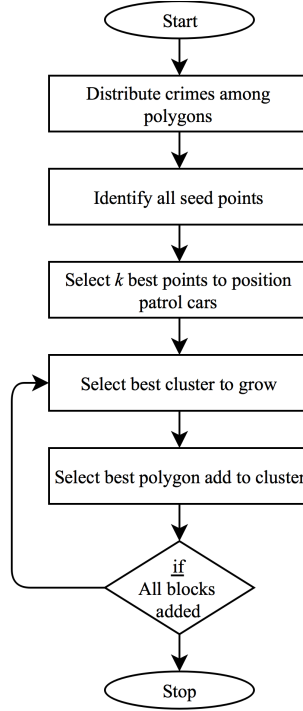 Start
Distribute crimes among
polygons
Identify all seed points
Select k best points to position
patrol cars
Select best cluster to grow
Select best polygon add to cluster
if
All blocks
added
Stop